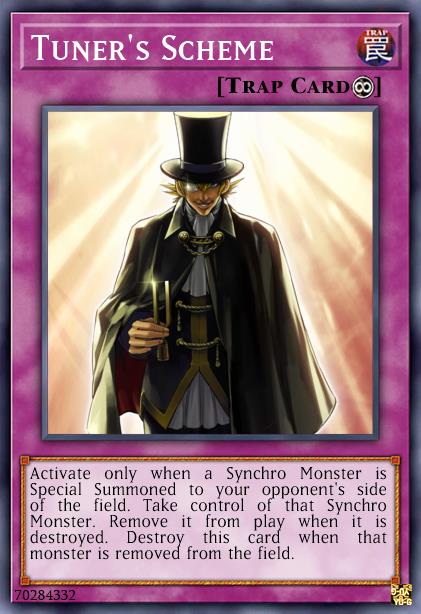 Tuner's Scheme
TRAP
罠
[Trap Card]
Activate only when a Synchro Monster is
Special Summoned to your opponent's side
of the field. Take control of that Synchro
Monster. Remove it from play when it is
destroyed. Destroy this card when that
monster is removed from the field.
70284332